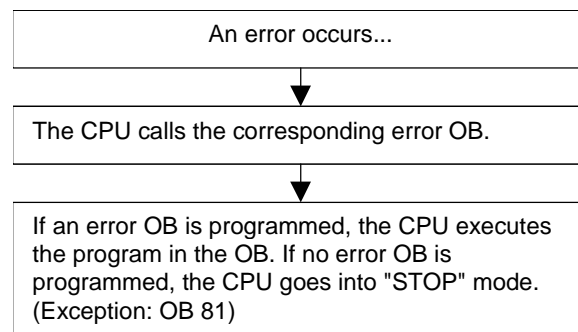 An error occurs...
The CPU calls the corresponding error OB.
If an error OB is programmed, the CPU executes
the program in the OB. If no error OB is
programmed, the CPU goes into "STOP" mode.
(Exception: OB 81)